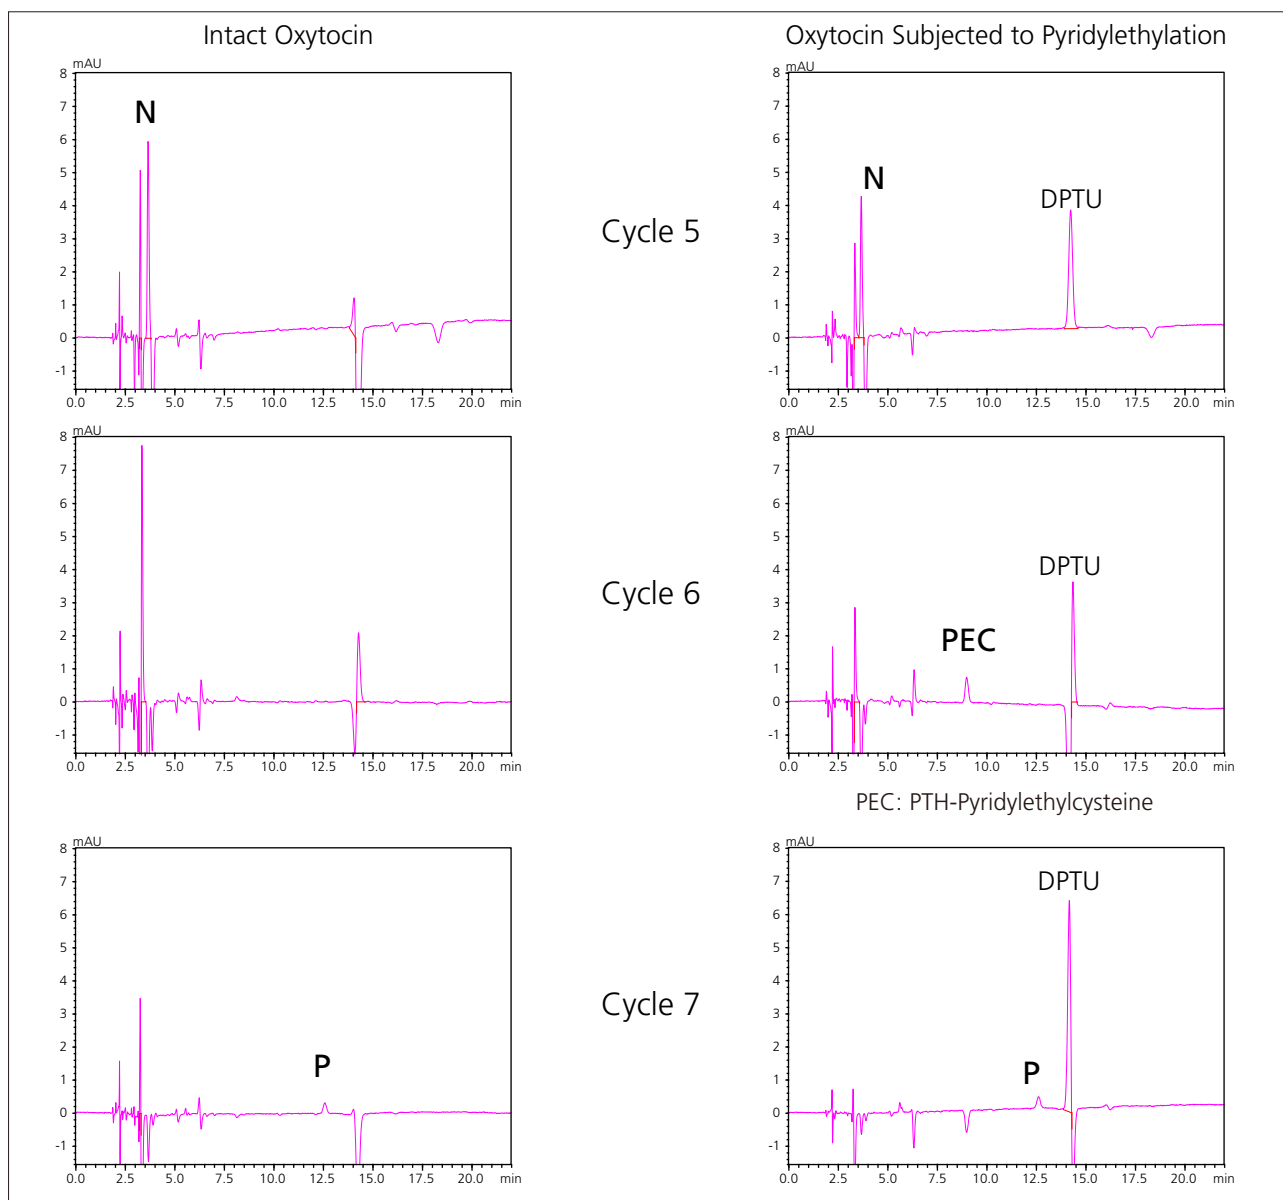 Intact Oxytocin
Oxytocin Subjected to Pyridylethylation
mAU
8
7
6
5
4
3
2
1
0
-1
N
0.0 2.5 5.0 7.5 10.0 12.5 15.0 17.5 20.0 min
Cycle 5
mAU
8
7
6
5
4
3
2
1
0
-1
N
DPTU
0.0 2.5 5.0 7.5 10.0 12.5 15.0 17.5 20.0 min
mAU
8
7
6
5
4
3
2
1
0
-1
0.0 2.5 5.0 7.5 10.0 12.5 15.0 17.5 20.0 min
Cycle 6
mAU
8
7
6
5
4
3
2
1
0
-1
DPTU
PEC
0.0 2.5 5.0 7.5 10.0 12.5 15.0 17.5 20.0 min
PEC: PTH-Pyridylethylcysteine
mAU
8
7
6
5
4
3
2
1
0
-1
P
0.0 2.5 5.0 7.5 10.0 12.5 15.0 17.5 20.0 min
Cycle 7
mAU
8
7
6
5
4
3
2
1
0
-1
DPTU
P
0.0 2.5 5.0 7.5 10.0 12.5 15.0 17.5 20.0 min